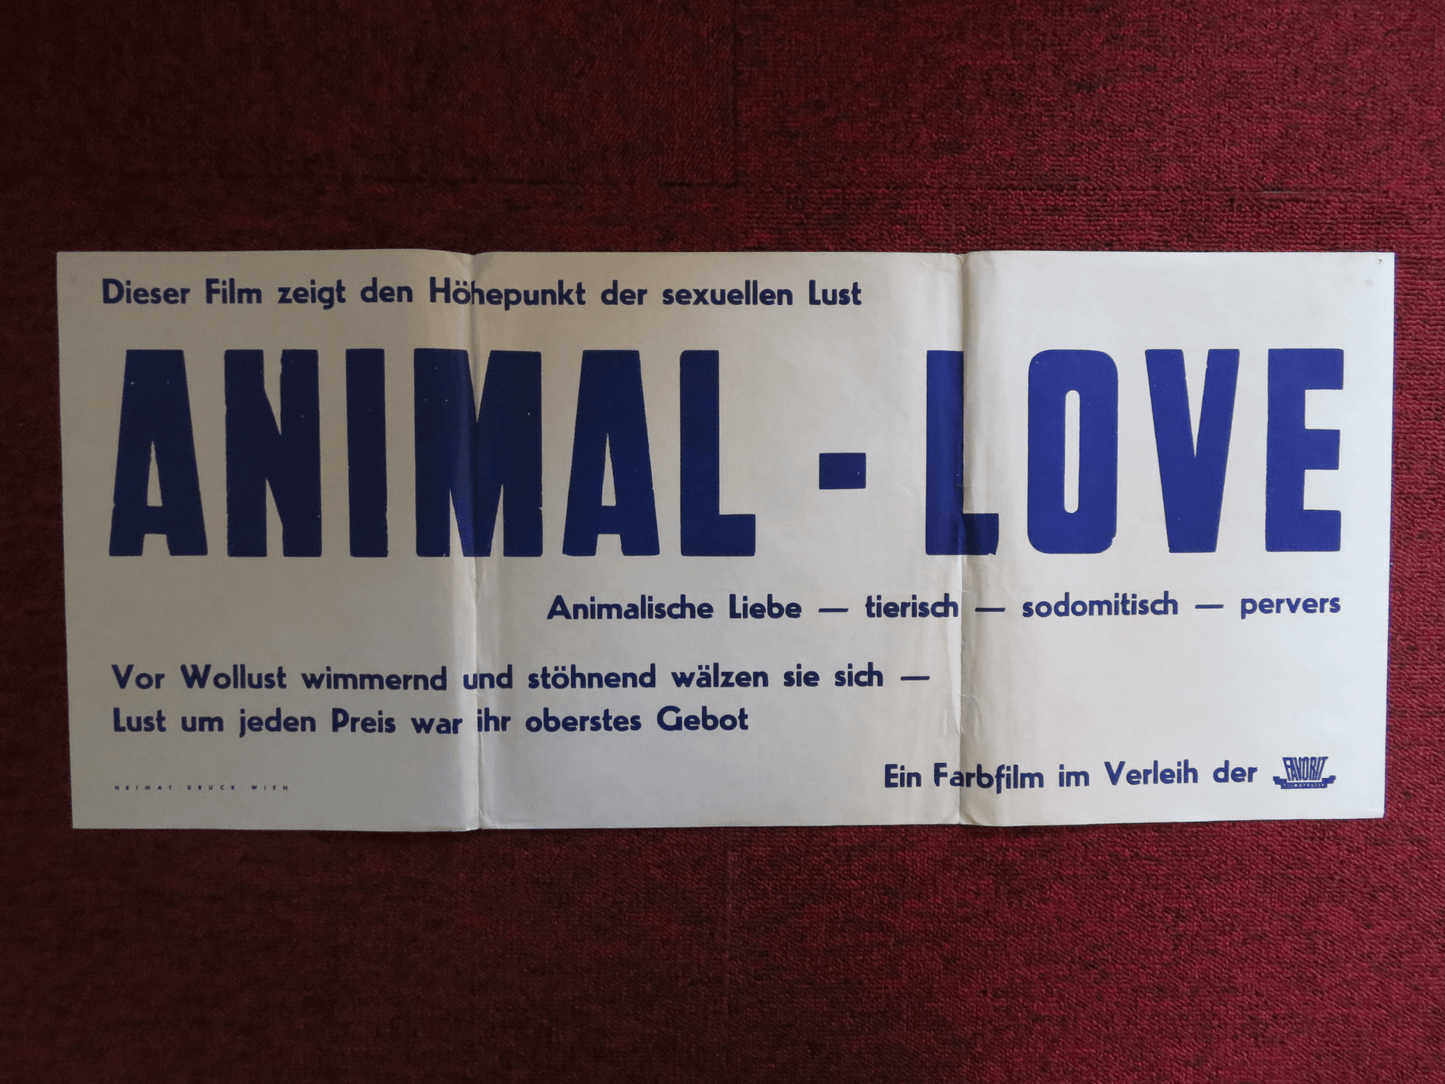 Dieser Film zeigt den Höhepunkt der sexuellen Lust
ANIMAL - LOVE
Animalische Liebe — tierisch — sodomitisch — pervers
Vor Wollust wimmernd und stöhnend wälzen sie sich —
Lust um jeden Preis war ihr oberstes Gebot
Ein Farbfilm im Verleih der FAVORIT
HEIMAT-DRUCK WIEN